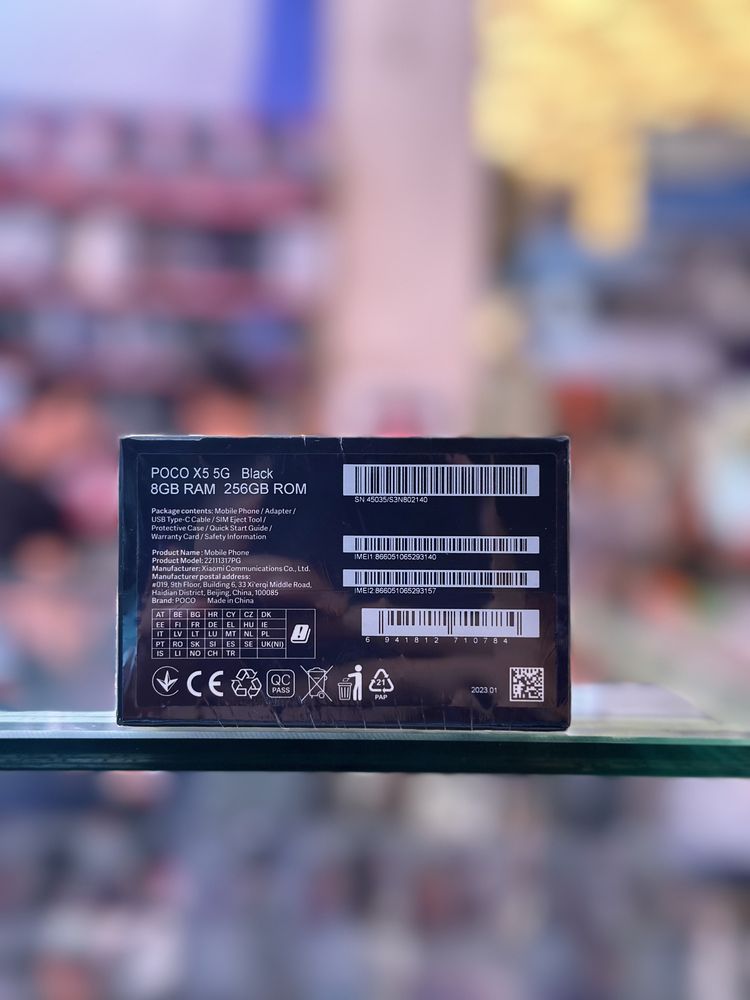 POCO X5 5G Black
8GB RAM 256GB ROM
Package contents: Mobile Phone / Adapter /
USB Type-C Cable / SIM Eject Tool /
Protective Case / Quick Start Guide /
Warranty Card / Safety Information
Product Name: Mobile Phone
Product Model: 22111317PG
Manufacturer: Xiaomi Communications Co., Ltd.
Manufacturer postal address:
#019, 9th Floor, Building 6, 33 Xi'erqi Middle Road,
Haidian District, Beijing, China, 100085
Brand: POCO Made in China
AT BE BG HR CY CZ DK
EE FI FR DE EL HU IE
IT LV LT LU MT NL PL
PT RO SK SI ES SE UK(NI)
IS LI NO CH TR
CE
QC
PASS
21
PAP
SN 45035/S3N802140
IMEI1 866051065293140
IMEI2 866051065293157
6 941812 710784
2023.01